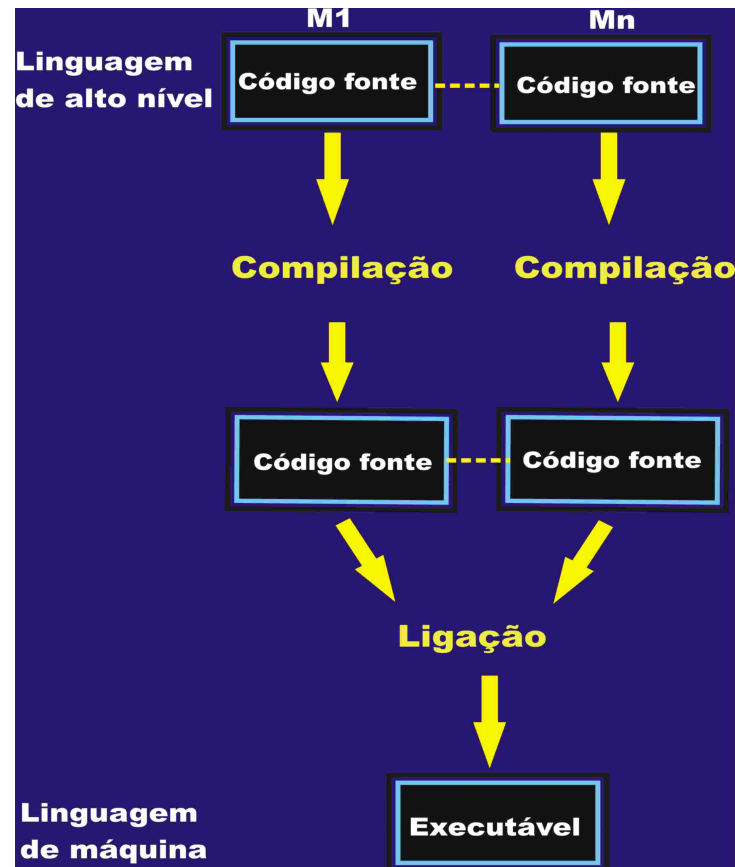 M1
Mn
Linguagem
de alto nível
Código fonte
Código fonte
Compilação
Compilação
Código fonte
Código fonte
Ligação
Linguagem
de máquina
Executável